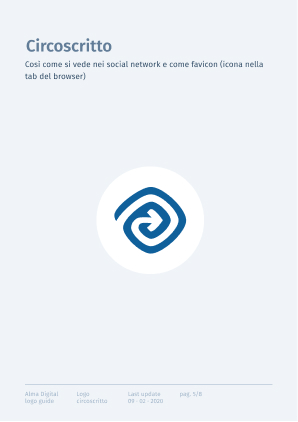 Circoscritto
Così come si vede nei social network e come favicon (icona nella
tab del browser)
Alma Digital
logo guide
Logo
circoscritto
Last update
09 - 02 - 2020
pag. 5/8